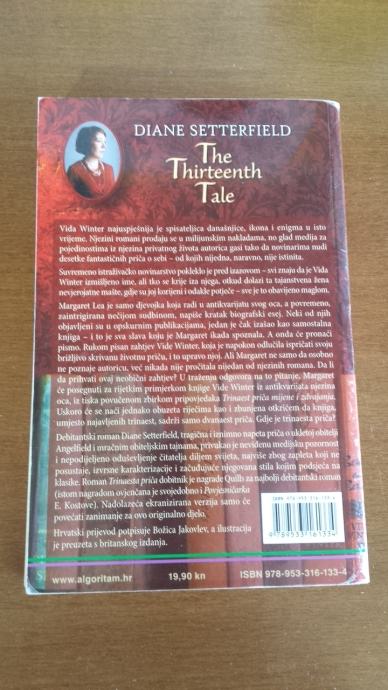 DIANE SETTERFIELD
The
Thirteenth
Tale
Vida Winter najuspješnija je spisateljica današnjice, ikona i enigma u isto
vrijeme. Njezini romani prodaju se u milijunskim nakladama, no glad medija za
pojedinostima iz njezina privatnog života autorica gasi tako da novinarima nudi
desetke fantastičnih priča o sebi – od kojih nijedna, naravno, nije istinita.
Suvremeno istraživačko novinarstvo pokleklo je pred izazovom – svi znaju da je Vida
Winter izmišljeno ime, ali tko se krije iza njega, otkud dolazi ta tajanstvena žena
nevjerojatne mašte, gdje su joj korijeni i odakle potječe – sve je to obavijeno maglom.
Margaret Lea je samo djevojka koja radi u antikvarijatu svog oca, a povremeno,
zaintrigirana nečijom sudbinom, napiše kratak biografski esej. Neki od njih
objavljeni su u opskurnim publikacijama, jedan je čak izašao kao samostalna
knjiga – i to je sva slava koju je Margaret ikada spoznala. A onda će pronaći
pismo. Rukom pisan zahtjev Vide Winter, koja je napokon odlučila ispričati svoju
brižljivo skrivanu životnu priču, i to upravo njoj. Ali Margaret ne samo da osobno
ne poznaje autoricu, već nikada nije pročitala nijedan od njezinih romana. Da li
da prihvati ovaj neobični zahtjev? U traženju odgovora na to pitanje, Margaret
će posegnuti za rijetkim primjerkom knjige Vide Winter iz antikvarijata njezina
oca, iz tiska povučenom zbirkom pripovjedaka Trinaest priča mijene i zdvajanja.
Uskoro će se naći jednako obuzeta riječima kao i zbunjena otkrićem da knjiga,
umjesto najavljenih trinaest, sadrži samo dvanaest priča. Gdje je trinaesta priča?
Debitantski roman Diane Setterfield, tragična i iznimno napeta priča o ukletoj obitelji
Angelfield i mračnim obiteljskim tajnama, privukao je neviđenu medijsku pozornost
i nepodijeljeno oduševljenje čitatelja diljem svijeta, najviše zbog zapleta koji ne
posustaje, izvrsne karakterizacije i začuđujuće njegovana stila kojim podsjeća na
klasike. Roman Trinaesta priča dobitnik je nagrade Quills za najbolji debitantski roman
(istom nagradom ovjenčana je svojedobno i Povjesničarka
E. Kostove). Nadolazeća ekranizirana verzija samo će
povećati zanimanje za ovo originalno djelo.
Hrvatski prijevod potpisuje Božica Jakovlev, a ilustracija
je preuzeta s britanskog izdanja.
ISBN 978-953-316-133-4
9 789533 161334
www.algoritam.hr
19,90 kn
ISBN 978-953-316-133-4